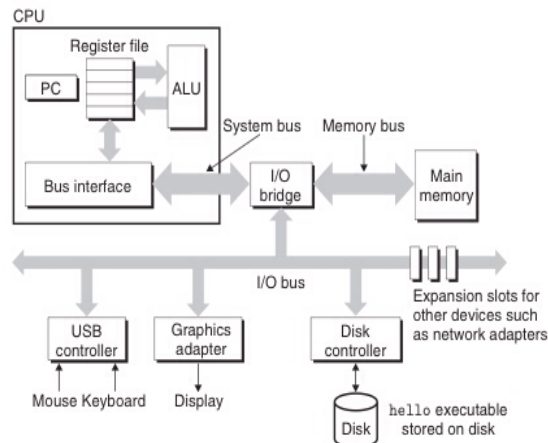 CPU
Register file
PC
ALU
System bus
Memory bus
Bus interface
I/O
bridge
Main
memory
I/O bus
Expansion slots for
other devices such
as network adapters
USB
controller
Graphics
adapter
Disk
controller
Mouse Keyboard
Display
Disk
hello executable
stored on disk